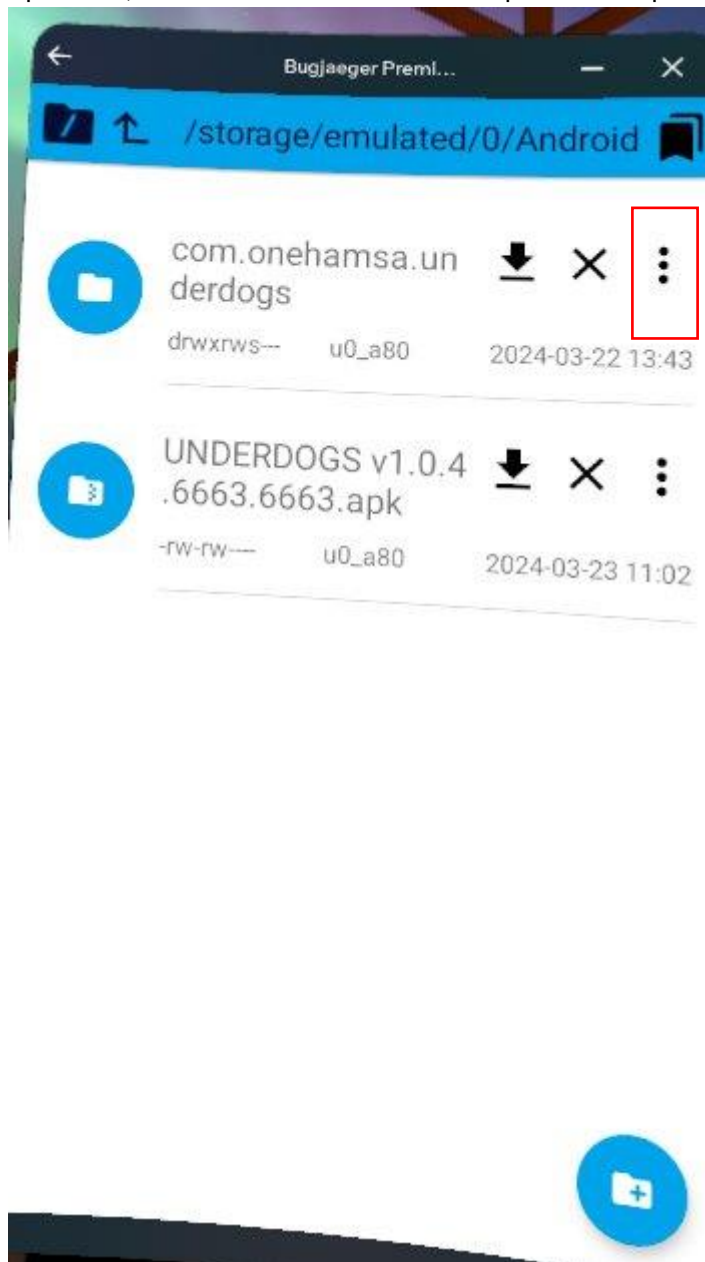 Bugjaeger PremI...
/storage/emulated/0/Android
com.onehamsa.un
derdogs
drwxrws---
u0_a80
2024-03-22 13:43
UNDERDOGS v1.0.4
.6663.6663.apk
-rw-rw----
u0_a80
2024-03-23 11:02